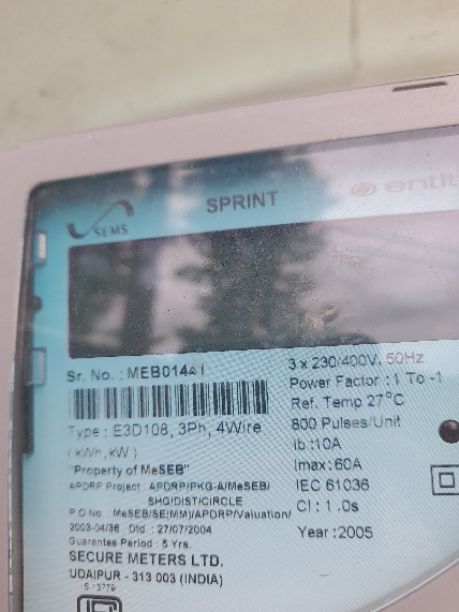 SPRINT
SEMS
Sr. No. : MEB01441
3 x 230/400V, 50Hz
Power Factor : 1 To -1
Ref. Temp 27°C
800 Pulses/Unit
Ib :10A
Imax: 60A
IEC 61036
Cl : 1 .0s
Year :2005
Type : E3D108, 3Ph, 4Wire
( kWh, kW )
"Property of MeSEB"
APDRP Project : APDRP/PKG-A/MeSEB/
SHG/DIST/CIRCLE
P O No. : MeSEB/SE(MM)/APDRP/Valuation/
2003-04/36 Dtd. : 27/07/2004
Guarantee Period : 5 Yrs.
SECURE METERS LTD.
UDAIPUR - 313 003 (INDIA)